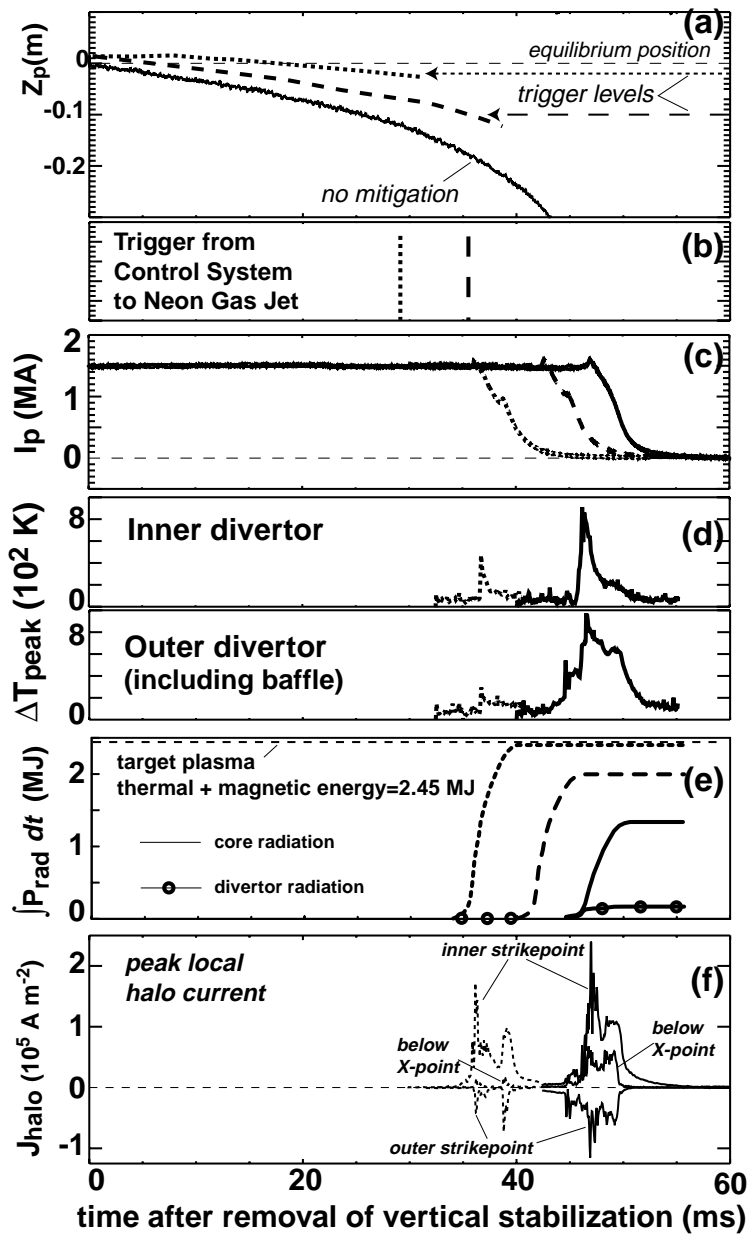 (a)
equilibrium position
trigger levels
no mitigation
Zp(m)
0
-0.1
-0.2
(b)
Trigger from
Control System
to Neon Gas Jet
(c)
Ip (MA)
2
1
0
(d)
Inner divertor
8
0
Outer divertor
(including baffle)
8
0
ΔTpeak (10² K)
(e)
target plasma
thermal + magnetic energy=2.45 MJ
core radiation
divertor radiation
∫Prad dt (MJ)
2
1
0
(f)
peak local
halo current
inner strikepoint
below
X-point
below
X-point
outer strikepoint
Jhalo (10⁵ A m⁻²)
2
1
0
-1
0 20 40 60
time after removal of vertical stabilization (ms)